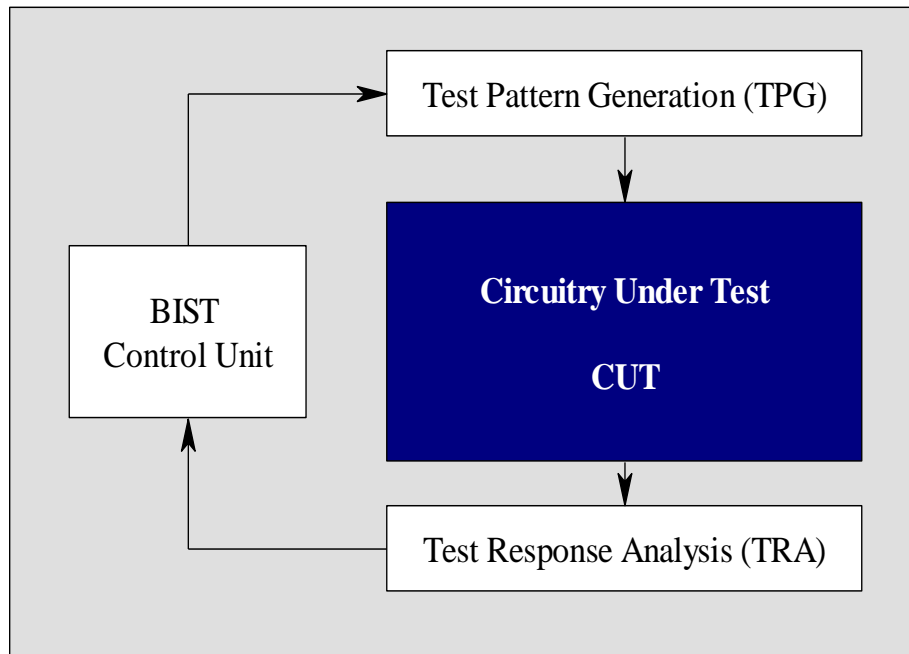 Test Pattern Generation (TPG)
Circuitry Under Test
CUT
BIST
Control Unit
Test Response Analysis (TRA)